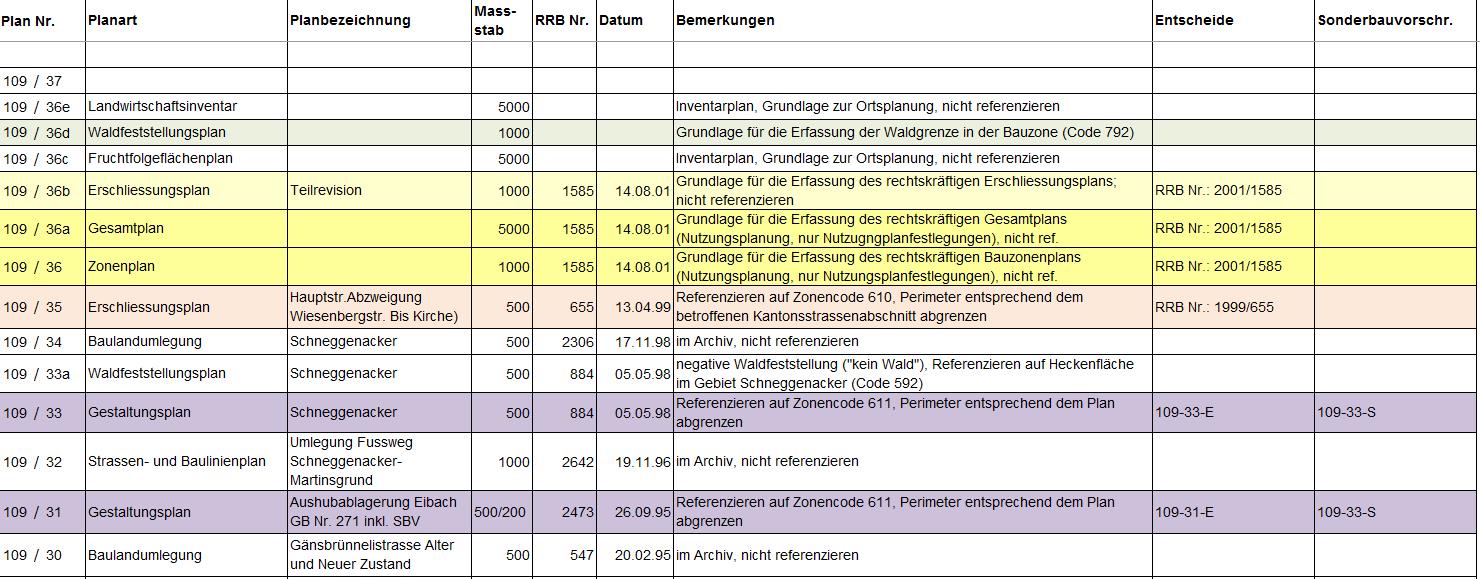 Plan Nr. Planart Planbezeichnung Mass-stab RRB Nr. Datum Bemerkungen Entscheide Sonderbauvorschr.
109 / 37
109 / 36e Landwirtschaftsinventar 5000 Inventarplan, Grundlage zur Ortsplanung, nicht referenzieren
109 / 36d Waldfeststellungsplan 1000 Grundlage für die Erfassung der Waldgrenze in der Bauzone (Code 792)
109 / 36c Fruchtfolgeflächenplan 5000 Inventarplan, Grundlage zur Ortsplanung, nicht referenzieren
109 / 36b Erschliessungsplan Teilrevision 1000 1585 14.08.01 Grundlage für die Erfassung des rechtskräftigen Erschliessungsplans;
nicht referenzieren
RRB Nr.: 2001/1585
109 / 36a Gesamtplan 5000 1585 14.08.01 Grundlage für die Erfassung des rechtskräftigen Gesamtplans
(Nutzungsplanung, nur Nutzugngplanfestlegungen), nicht ref.
RRB Nr.: 2001/1585
109 / 36 Zonenplan 1000 1585 14.08.01 Grundlage für die Erfassung des rechtskräftigen Bauzonenplans
(Nutzungsplanung, nur Nutzungsplanfestlegungen), nicht ref.
RRB Nr.: 2001/1585
109 / 35 Erschliessungsplan Hauptstr.Abzweigung
Wiesenbergstr. Bis Kirche)
500 655 13.04.99 Referenzieren auf Zonencode 610, Perimeter entsprechend dem
betroffenen Kantonsstrassenabschnitt abgrenzen
RRB Nr.: 1999/655
109 / 34 Baulandumlegung Schneggenacker 500 2306 17.11.98 im Archiv, nicht referenzieren
109 / 33a Waldfeststellungsplan Schneggenacker 500 884 05.05.98 negative Waldfeststellung ("kein Wald"), Referenzieren auf Heckenfläche
im Gebiet Schneggenacker (Code 592)
109 / 33 Gestaltungsplan Schneggenacker 500 884 05.05.98 Referenzieren auf Zonencode 611, Perimeter entsprechend dem Plan
abgrenzen
109-33-E 109-33-S
109 / 32 Strassen- und Baulinienplan Umlegung Fussweg
Schneggenacker-
Martinsgrund
1000 2642 19.11.96 im Archiv, nicht referenzieren
109 / 31 Gestaltungsplan Aushubablagerung Eibach
GB Nr. 271 inkl. SBV
500/200 2473 26.09.95 Referenzieren auf Zonencode 611, Perimeter entsprechend dem Plan
abgrenzen
109-31-E 109-33-S
109 / 30 Baulandumlegung Gänsbrünnelistrasse Alter
und Neuer Zustand
500 547 20.02.95 im Archiv, nicht referenzieren